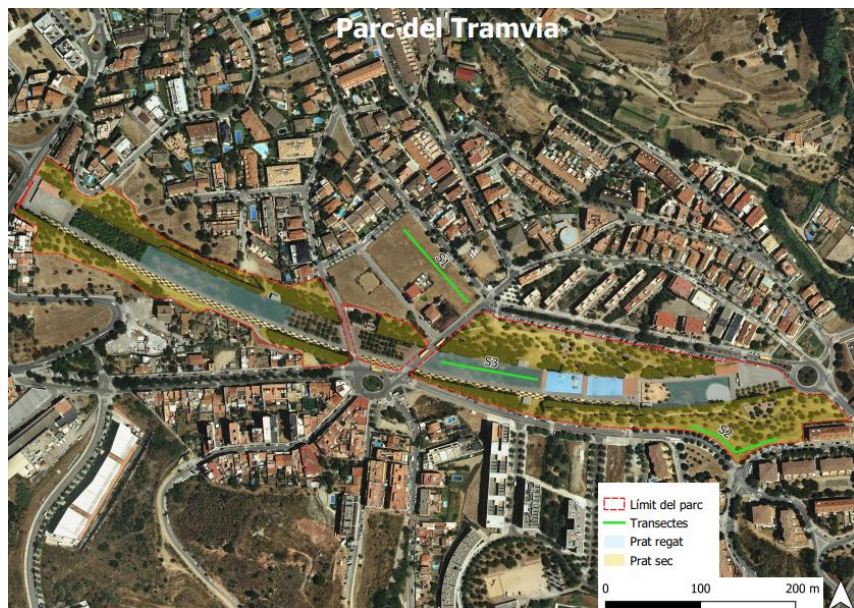 Parc del Tramvia
S1
S3
S2
Límit del parc
Transectes
Prat regat
Prat sec
0 100 200 m